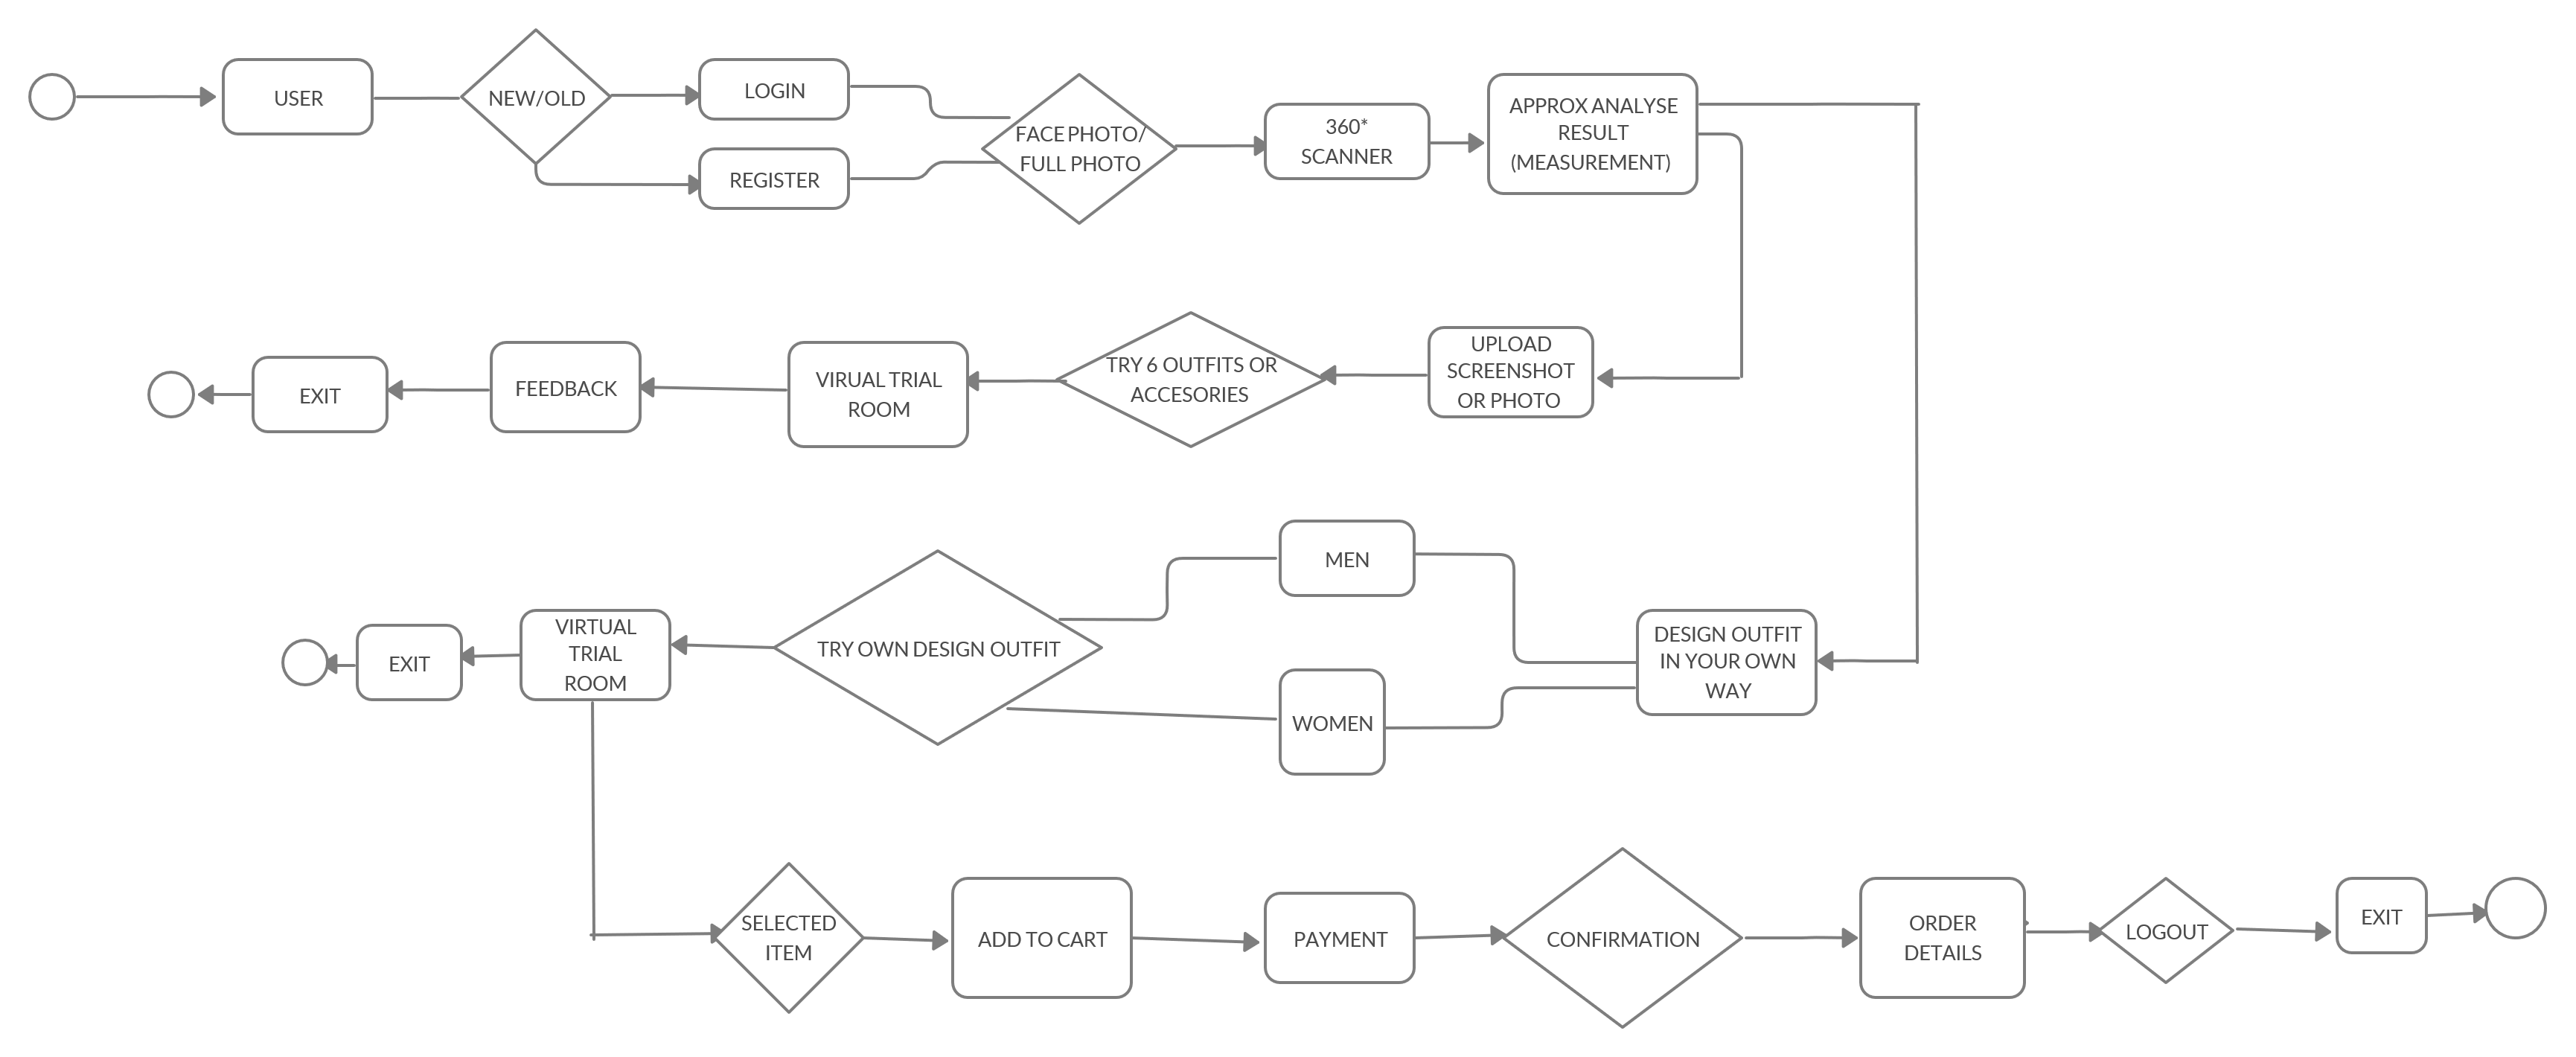 USER
NEW/OLD
LOGIN
REGISTER
FACE PHOTO/
FULL PHOTO
360*
SCANNER
APPROX ANALYSE
RESULT
(MEASUREMENT)
UPLOAD
SCREENSHOT
OR PHOTO
TRY 6 OUTFITS OR
ACCESORIES
VIRUAL TRIAL
ROOM
FEEDBACK
EXIT
DESIGN OUTFIT
IN YOUR OWN
WAY
MEN
WOMEN
TRY OWN DESIGN OUTFIT
VIRTUAL
TRIAL
ROOM
EXIT
SELECTED
ITEM
ADD TO CART
PAYMENT
CONFIRMATION
ORDER
DETAILS
LOGOUT
EXIT